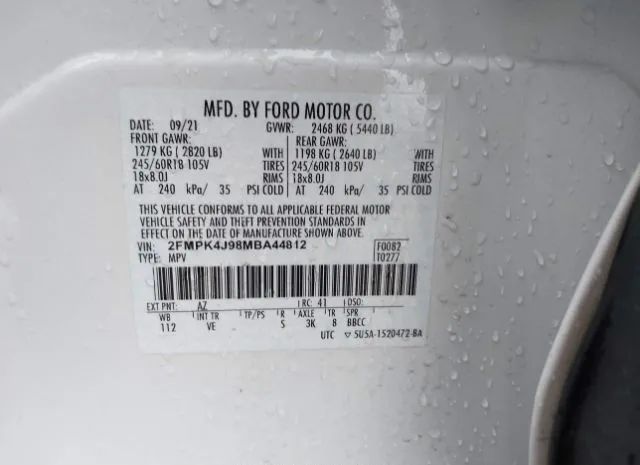 MFD. BY FORD MOTOR CO.
DATE: 09/21 GVWR: 2468 KG ( 5440 LB)
FRONT GAWR: REAR GAWR:
1279 KG ( 2820 LB) WITH 1198 KG ( 2640 LB) WITH
245/60R18 105V TIRES 245/60R18 105V TIRES
18x8.0J RIMS 18x8.0J RIMS
AT 240 kPa/ 35 PSI COLD AT 240 kPa/ 35 PSI COLD
THIS VEHICLE CONFORMS TO ALL APPLICABLE FEDERAL MOTOR
VEHICLE SAFETY AND THEFT PREVENTION STANDARDS IN
EFFECT ON THE DATE OF MANUFACTURE SHOWN ABOVE.
VIN: 2FMPK4J98MBA44812 F0082
TYPE: MPV T0277
EXT PNT: AZ RC: 41 DSO:
WB INT TR TP/PS R AXLE TR SPR
112 VE S 3K 8 BBCC
UTC ▽ 5U5A-1520472-BA